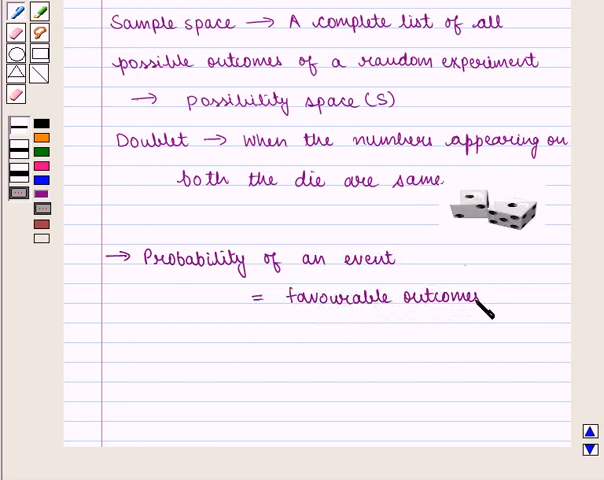 Sample space → A complete list of all
possible outcomes of a random experiment
→ possibility space (S)
Doublet → when the numbers appearing on
both the die are same.
→ Probability of an event
= favourable outcomes